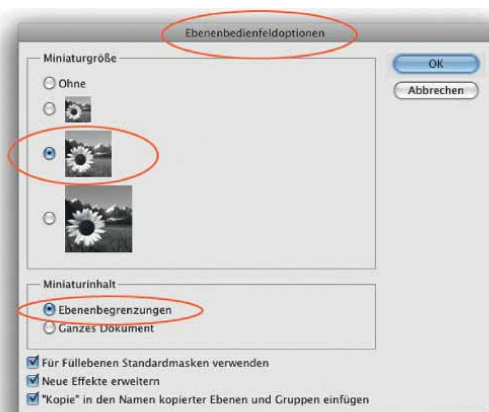 Ebenenbedienfeldoptionen
Miniaturgröße
OK
Ohne
Abbrechen
Miniaturinhalt
Ebenenbegrenzungen
Ganzes Dokument
Für Füllebenen Standardmasken verwenden
Neue Effekte erweitern
"Kopie" in den Namen kopierter Ebenen und Gruppen einfügen